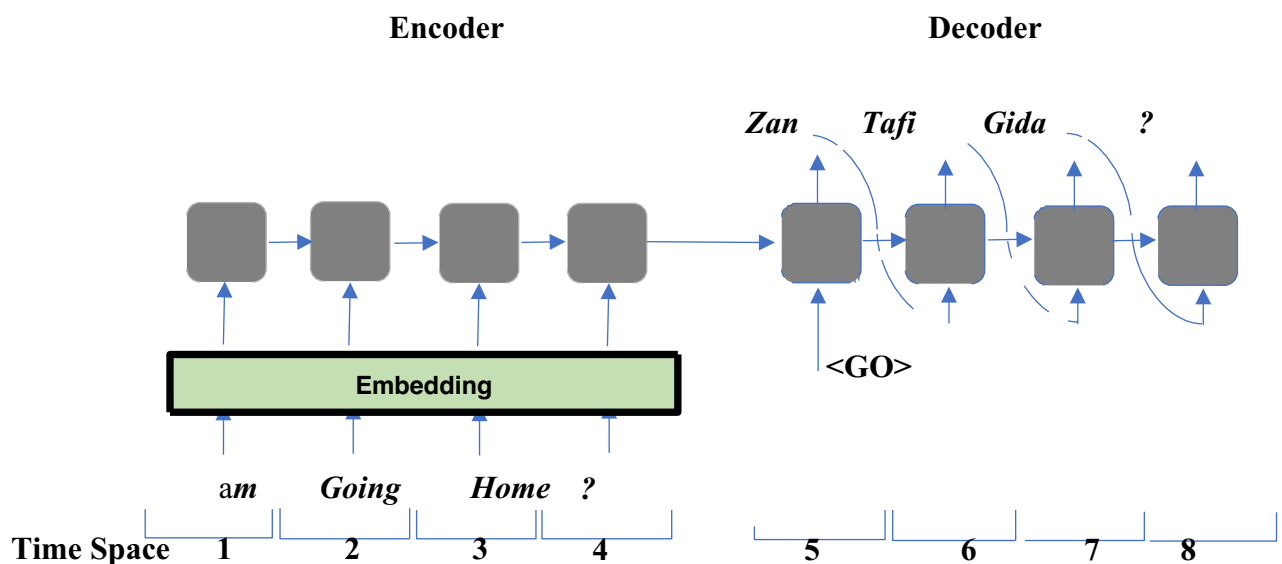 Encoder Decoder
Zan Tafi Gida ?
Embedding
<GO>
am Going Home ?
Time Space 1 2 3 4 5 6 7 8